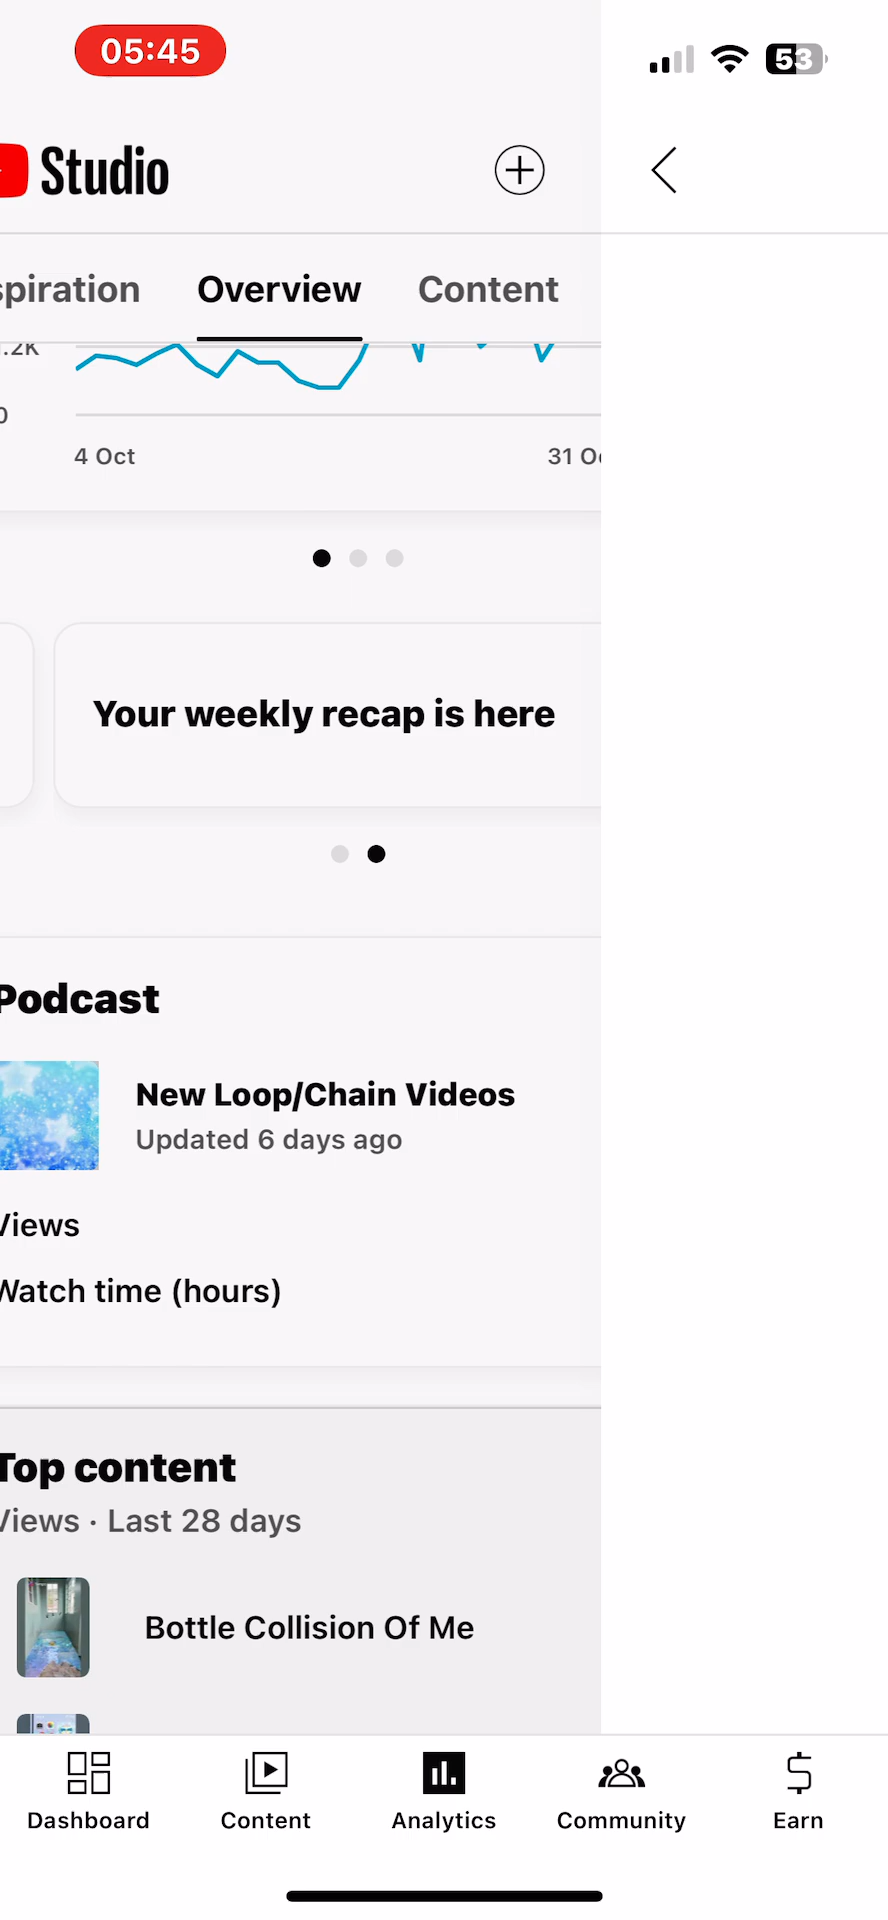 05:45
53
Studio
spiration
Overview
Content
.2K
0
4 Oct
31 Oc
Your weekly recap is here
Podcast
New Loop/Chain Videos
Updated 6 days ago
Views
Watch time (hours)
Top content
Views · Last 28 days
Bottle Collision Of Me
Dashboard
Content
Analytics
Community
Earn